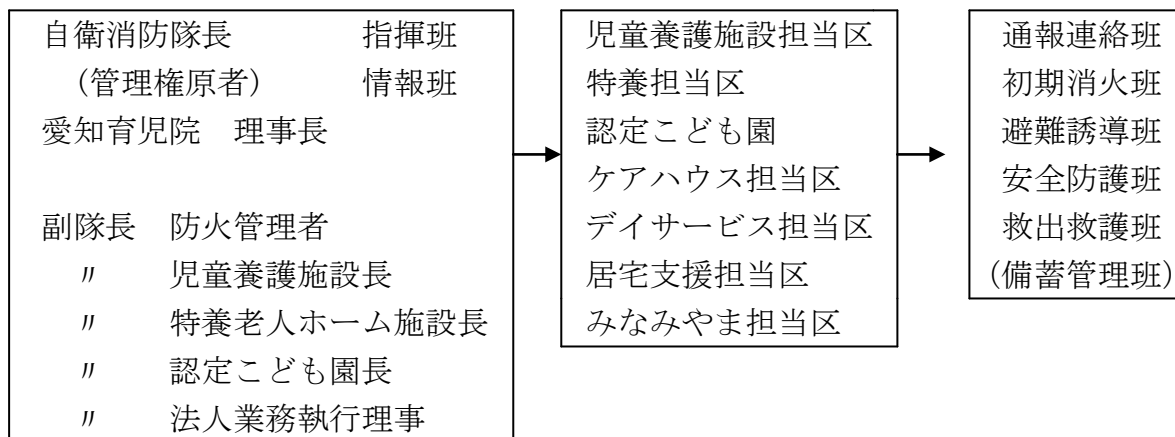 自衛消防隊長 指揮班
(管理権原者) 情報班
愛知育児院 理事長
副隊長 防火管理者
〃 児童養護施設長
〃 特養老人ホーム施設長
〃 認定こども園長
〃 法人業務執行理事
児童養護施設担当区
特養担当区
認定こども園
ケアハウス担当区
デイサービス担当区
居宅支援担当区
みなみやま担当区
通報連絡班
初期消火班
避難誘導班
安全防護班
救出救護班
(備蓄管理班)